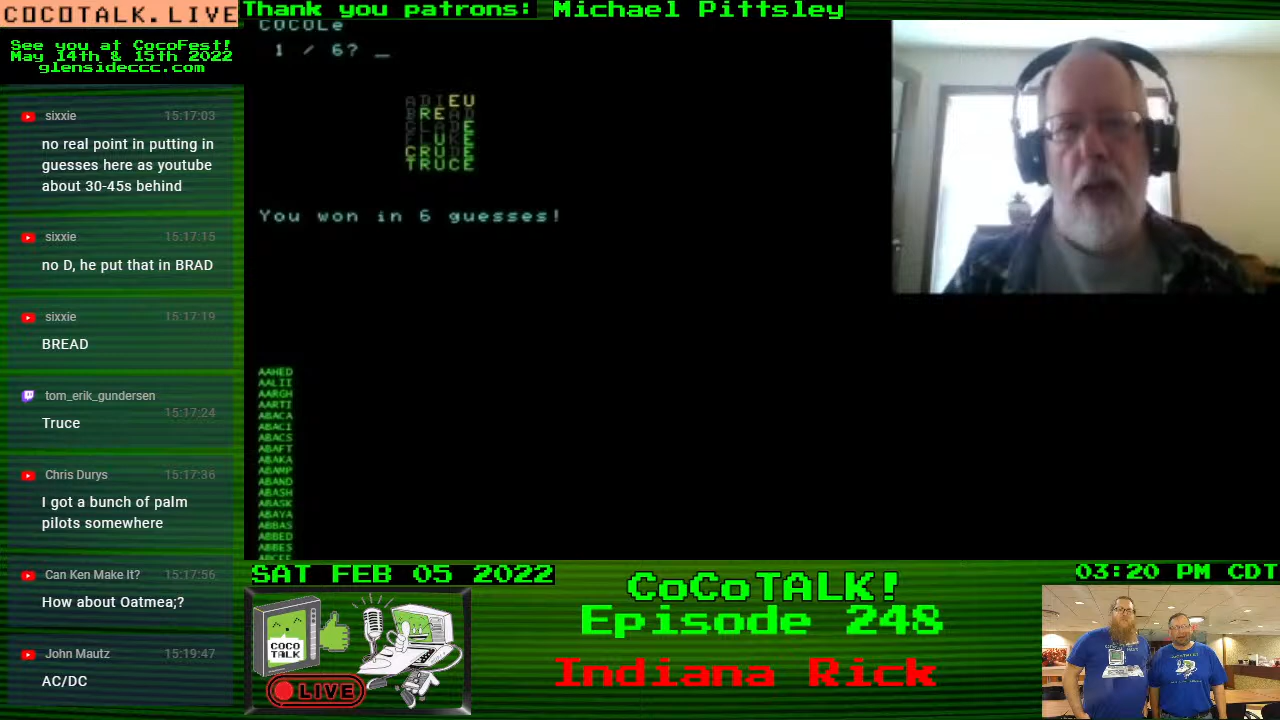 COCOTALK.LIVE
See you at CocoFest!
May 14th & 15th 2022
glensideccc.com
sixxie 15:17:03
no real point in putting in
guesses here as youtube
about 30-45s behind
sixxie 15:17:15
no D, he put that in BRAD
sixxie 15:17:19
BREAD
tom_erik_gundersen
15:17:24
Truce
Chris Durys 15:17:36
I got a bunch of palm
pilots somewhere
Can Ken Make It? 15:17:56
How about Oatmea;?
John Mautz 15:19:47
AC/DC
Thank you patrons: Michael Pittsley
COCOLe
1 / 6? _
ADIEU
BREAD
CRUDE
TRUCE
You won in 6 guesses!
AAHED
AALII
AARGH
AARTI
ABACA
ABACI
ABACS
ABAFT
ABAKA
ABAMP
ABAND
ABASH
ABASK
ABAYA
ABBAS
ABBED
ABBES
SAT FEB 05 2022
COCO
TALK
LIVE
CoCoTALK!
Episode 248
Indiana Rick
03:20 PM CDT